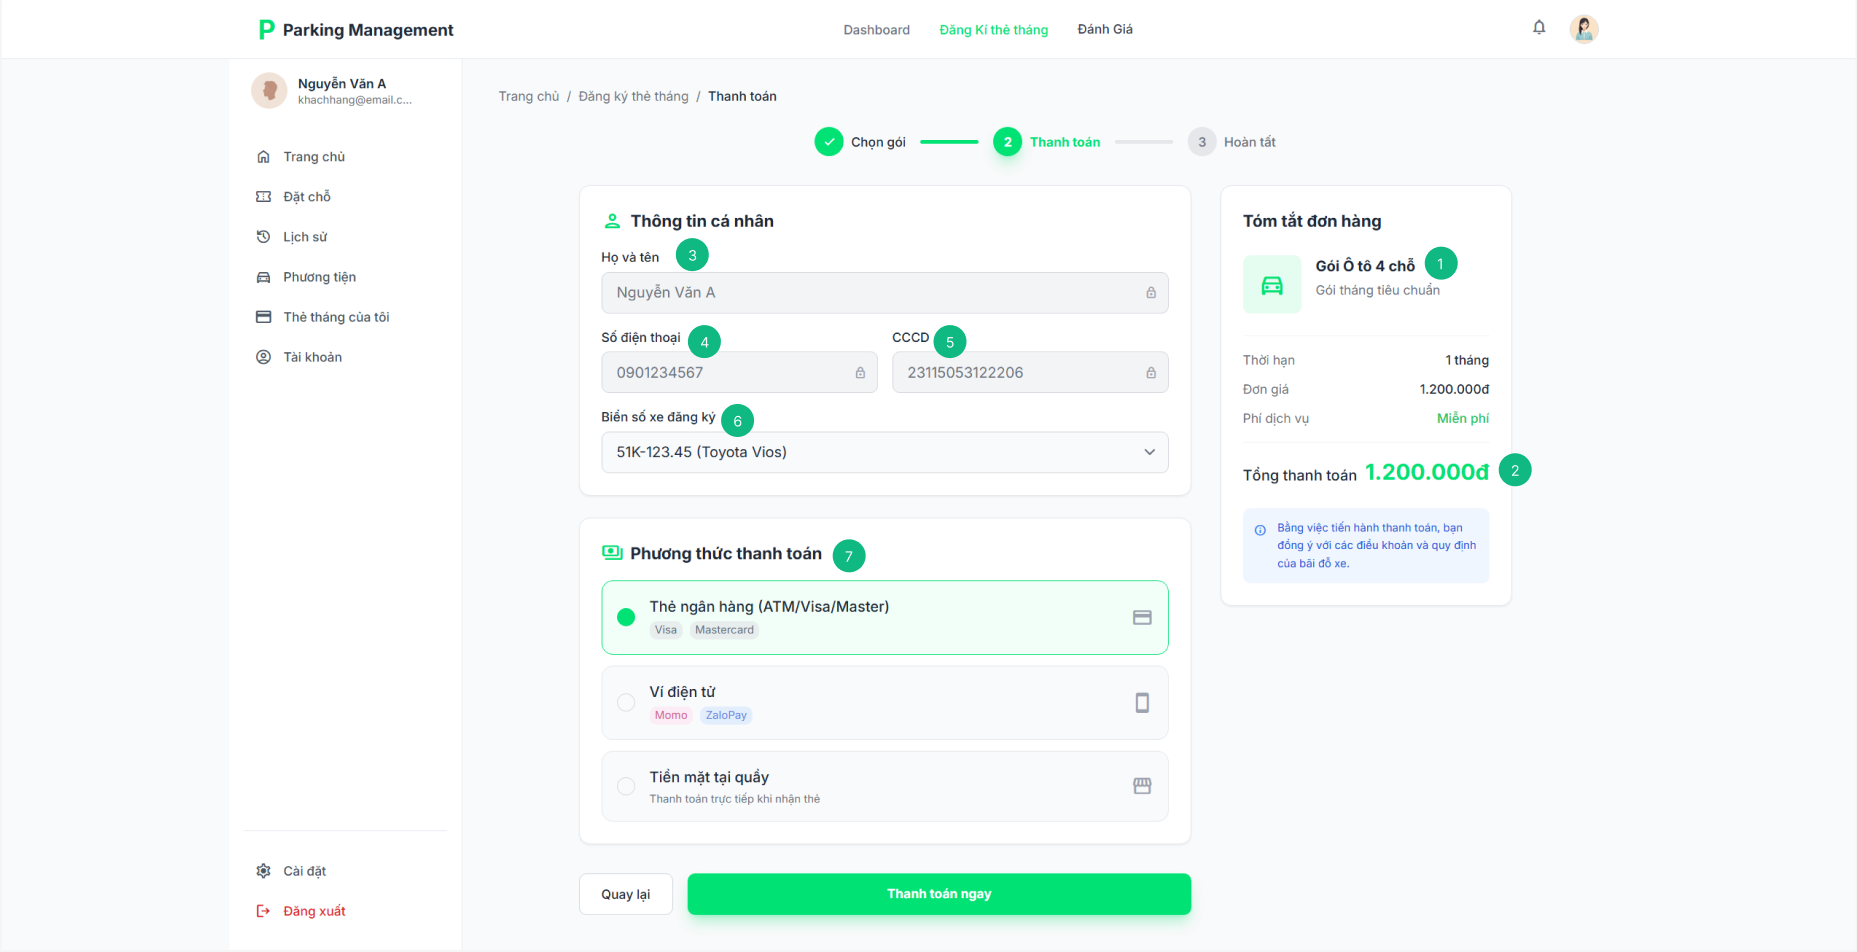 P Parking Management
Dashboard
Đăng Kí thẻ tháng
Đánh Giá
Nguyễn Văn A
khachhang@email.c...
Trang chủ
Đặt chỗ
Lịch sử
Phương tiện
Thẻ tháng của tôi
Tài khoản
Cài đặt
Đăng xuất
Trang chủ / Đăng ký thẻ tháng / Thanh toán
Chọn gói
2 Thanh toán
3 Hoàn tất
Thông tin cá nhân
Họ và tên 3
Nguyễn Văn A
Số điện thoại 4
0901234567
CCCD 5
23115053122206
Biển số xe đăng ký 6
51K-123.45 (Toyota Vios)
Phương thức thanh toán 7
Thẻ ngân hàng (ATM/Visa/Master)
Visa Mastercard
Ví điện tử
Momo ZaloPay
Tiền mặt tại quầy
Thanh toán trực tiếp khi nhận thẻ
Quay lại
Thanh toán ngay
Tóm tắt đơn hàng
Gói Ô tô 4 chỗ 1
Gói tháng tiêu chuẩn
Thời hạn 1 tháng
Đơn giá 1.200.000đ
Phí dịch vụ Miễn phí
Tổng thanh toán 1.200.000đ 2
Bằng việc tiến hành thanh toán, bạn
đồng ý với các điều khoản và quy định
của bãi đỗ xe.